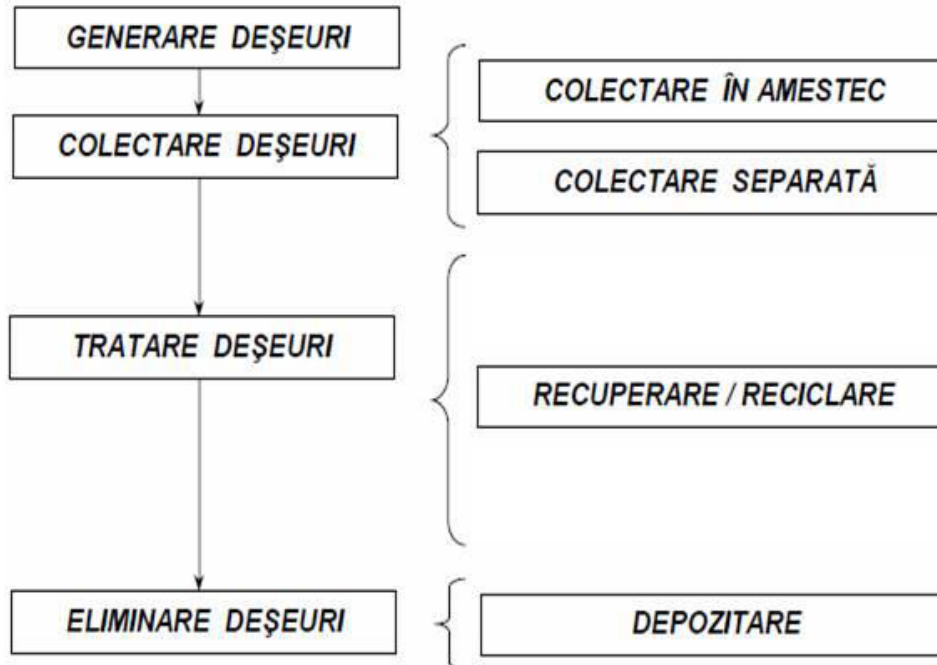 GENERARE DEŞEURI
COLECTARE DEŞEURI
COLECTARE ÎN AMESTEC
COLECTARE SEPARATĂ
TRATARE DEŞEURI
RECUPERARE / RECICLARE
ELIMINARE DEŞEURI
DEPOZITARE